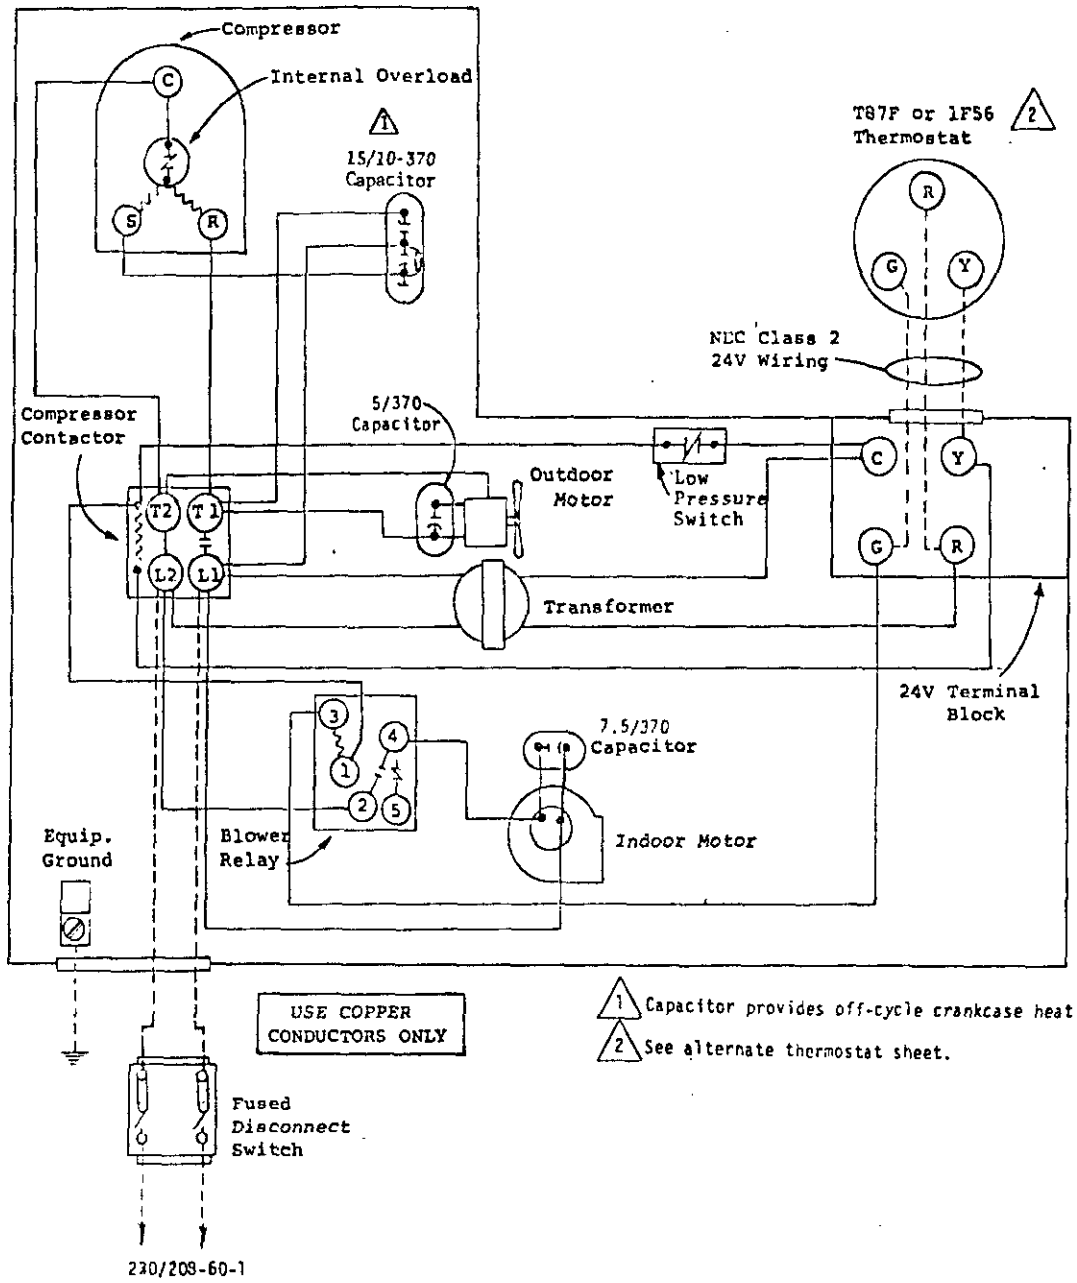 Compressor
C
Internal Overload
S
R
1
15/10-370
Capacitor
T87F or 1F56
Thermostat
2
R
G
Y
NEC Class 2
24V Wiring
Compressor
Contactor
5/370
Capacitor
Outdoor
Motor
Low
Pressure
Switch
C
Y
G
R
T2
T1
L2
L1
Transformer
24V Terminal
Block
3
4
1
2
5
7.5/370
Capacitor
Blower
Relay
Indoor Motor
Equip.
Ground
USE COPPER
CONDUCTORS ONLY
1 Capacitor provides off-cycle crankcase heat
2 See alternate thermostat sheet.
Fused
Disconnect
Switch
230/208-60-1